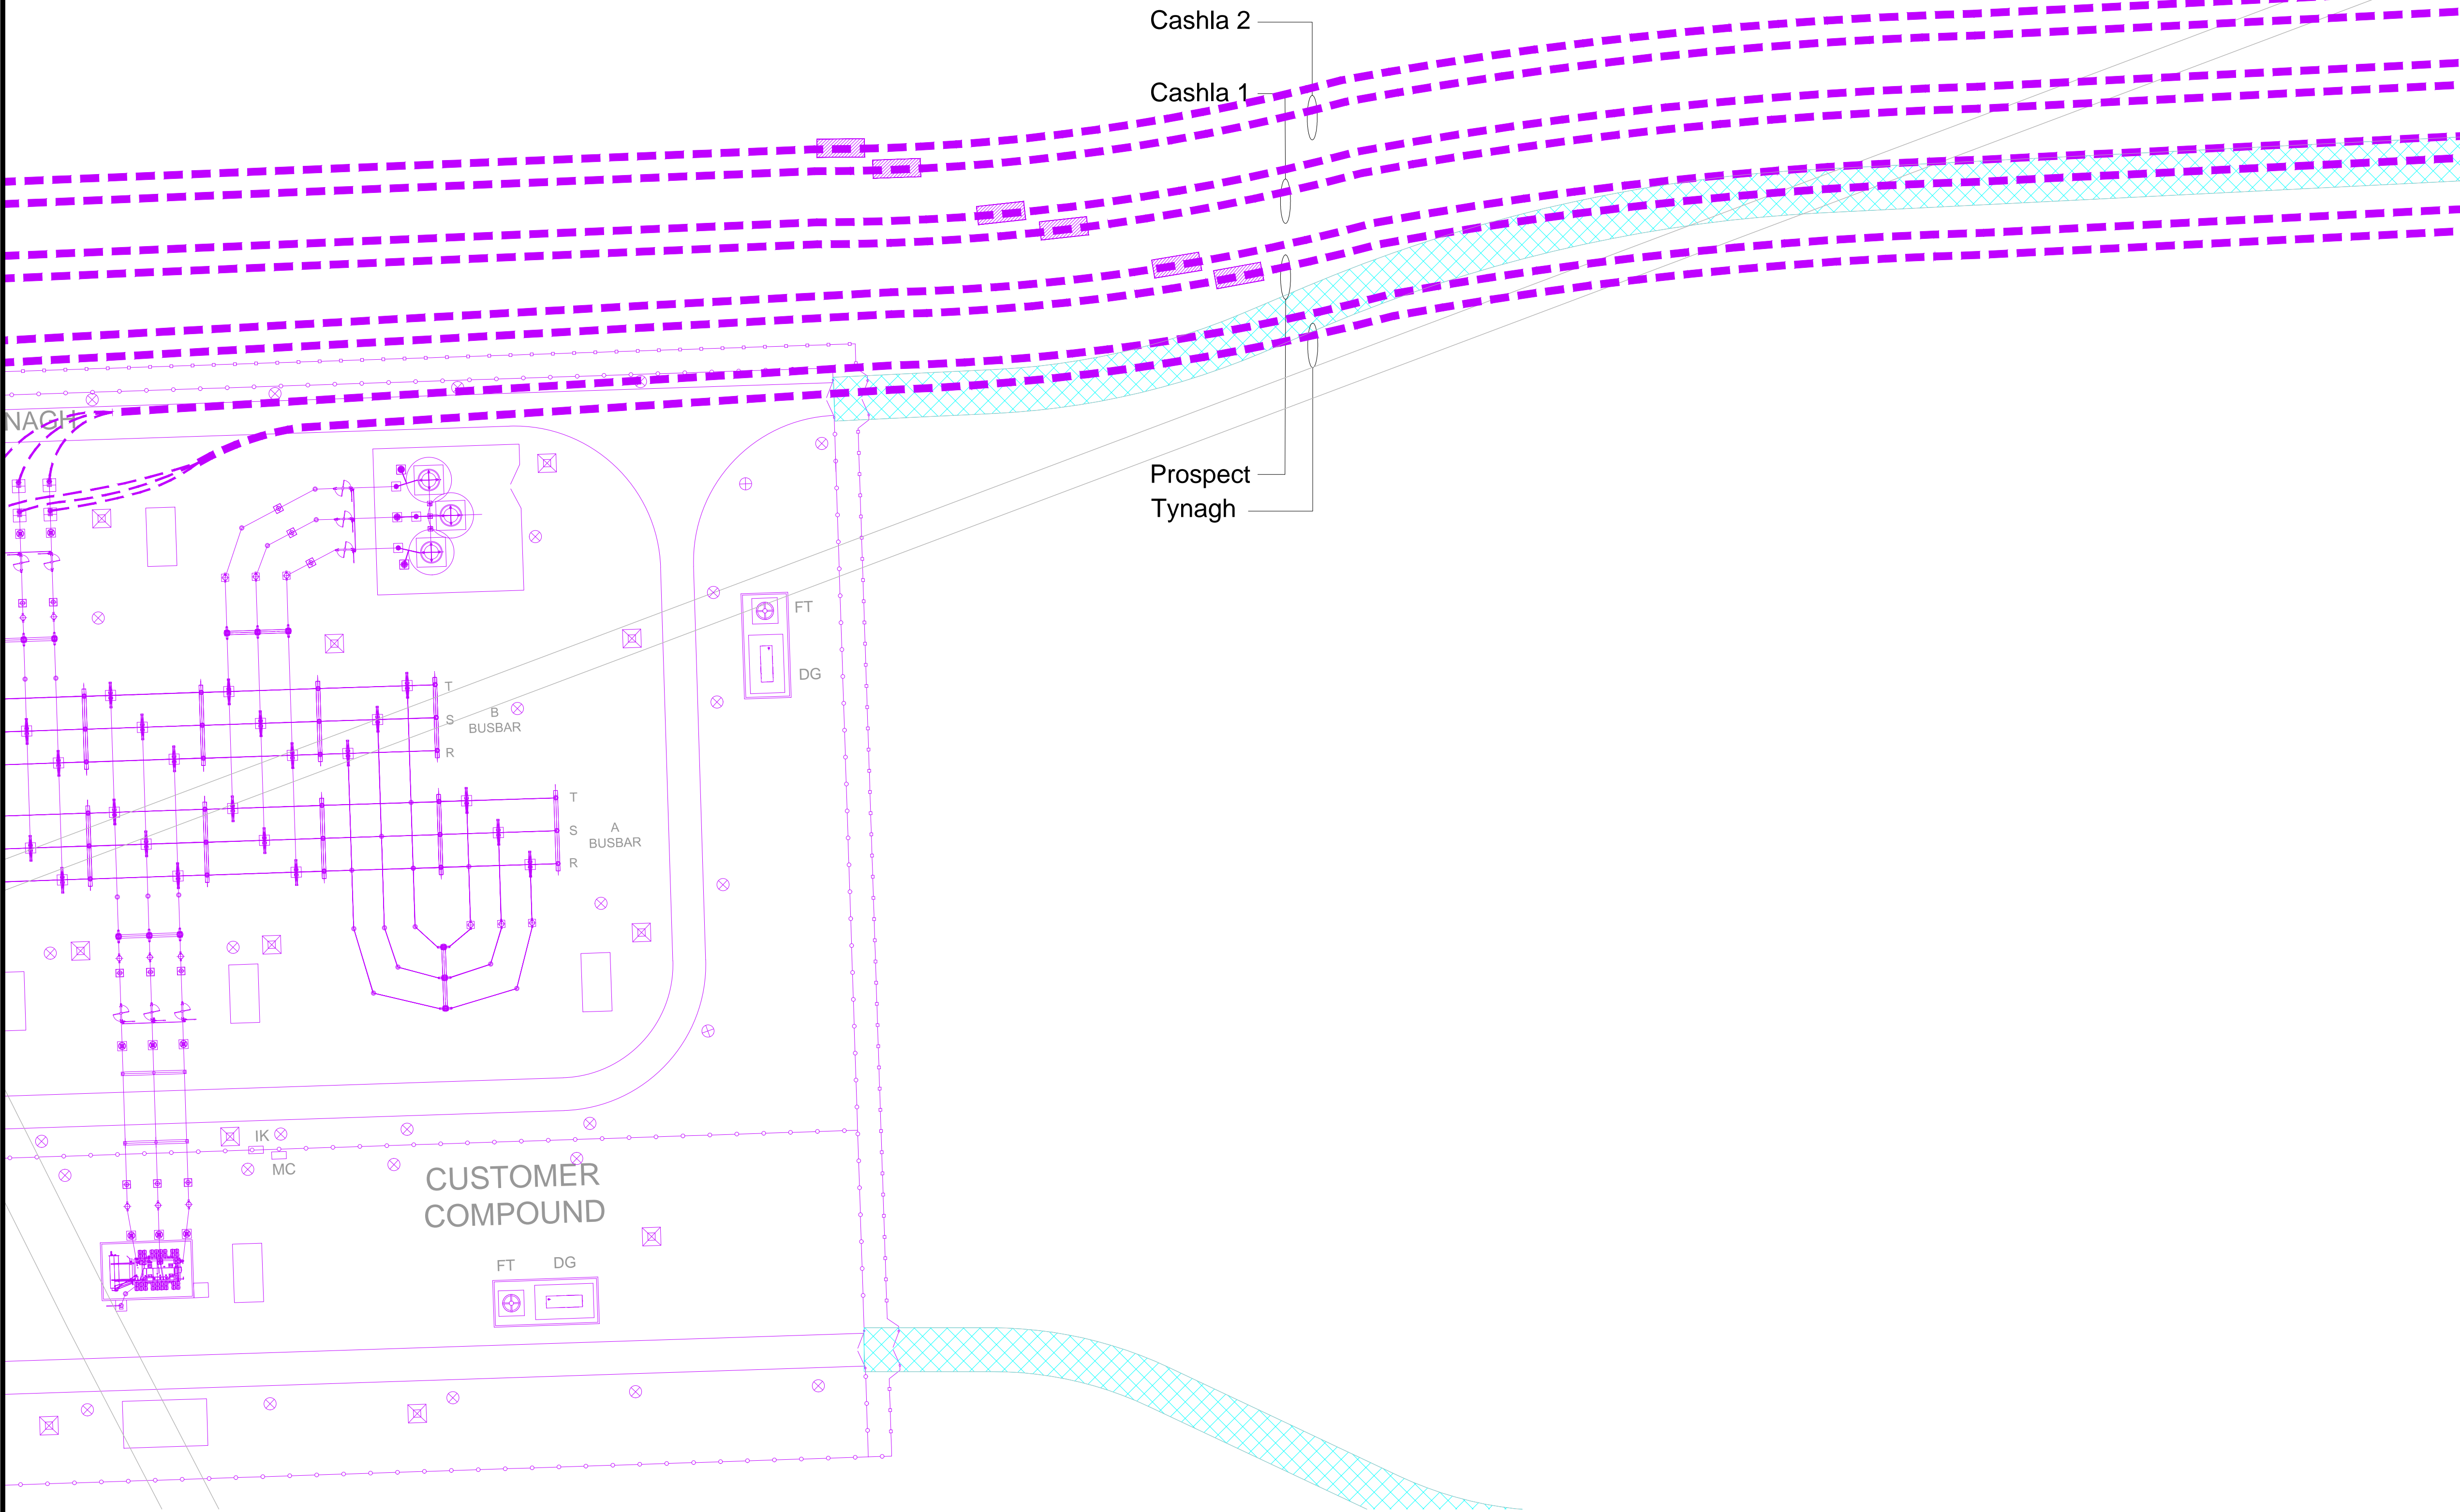 Cashla 2
Cashla 1
NAGH
Prospect
Tynagh
FT
DG
T
S
R
B
BUSBAR
T
S
R
A
BUSBAR
IK
MC
CUSTOMER
COMPOUND
FT
DG